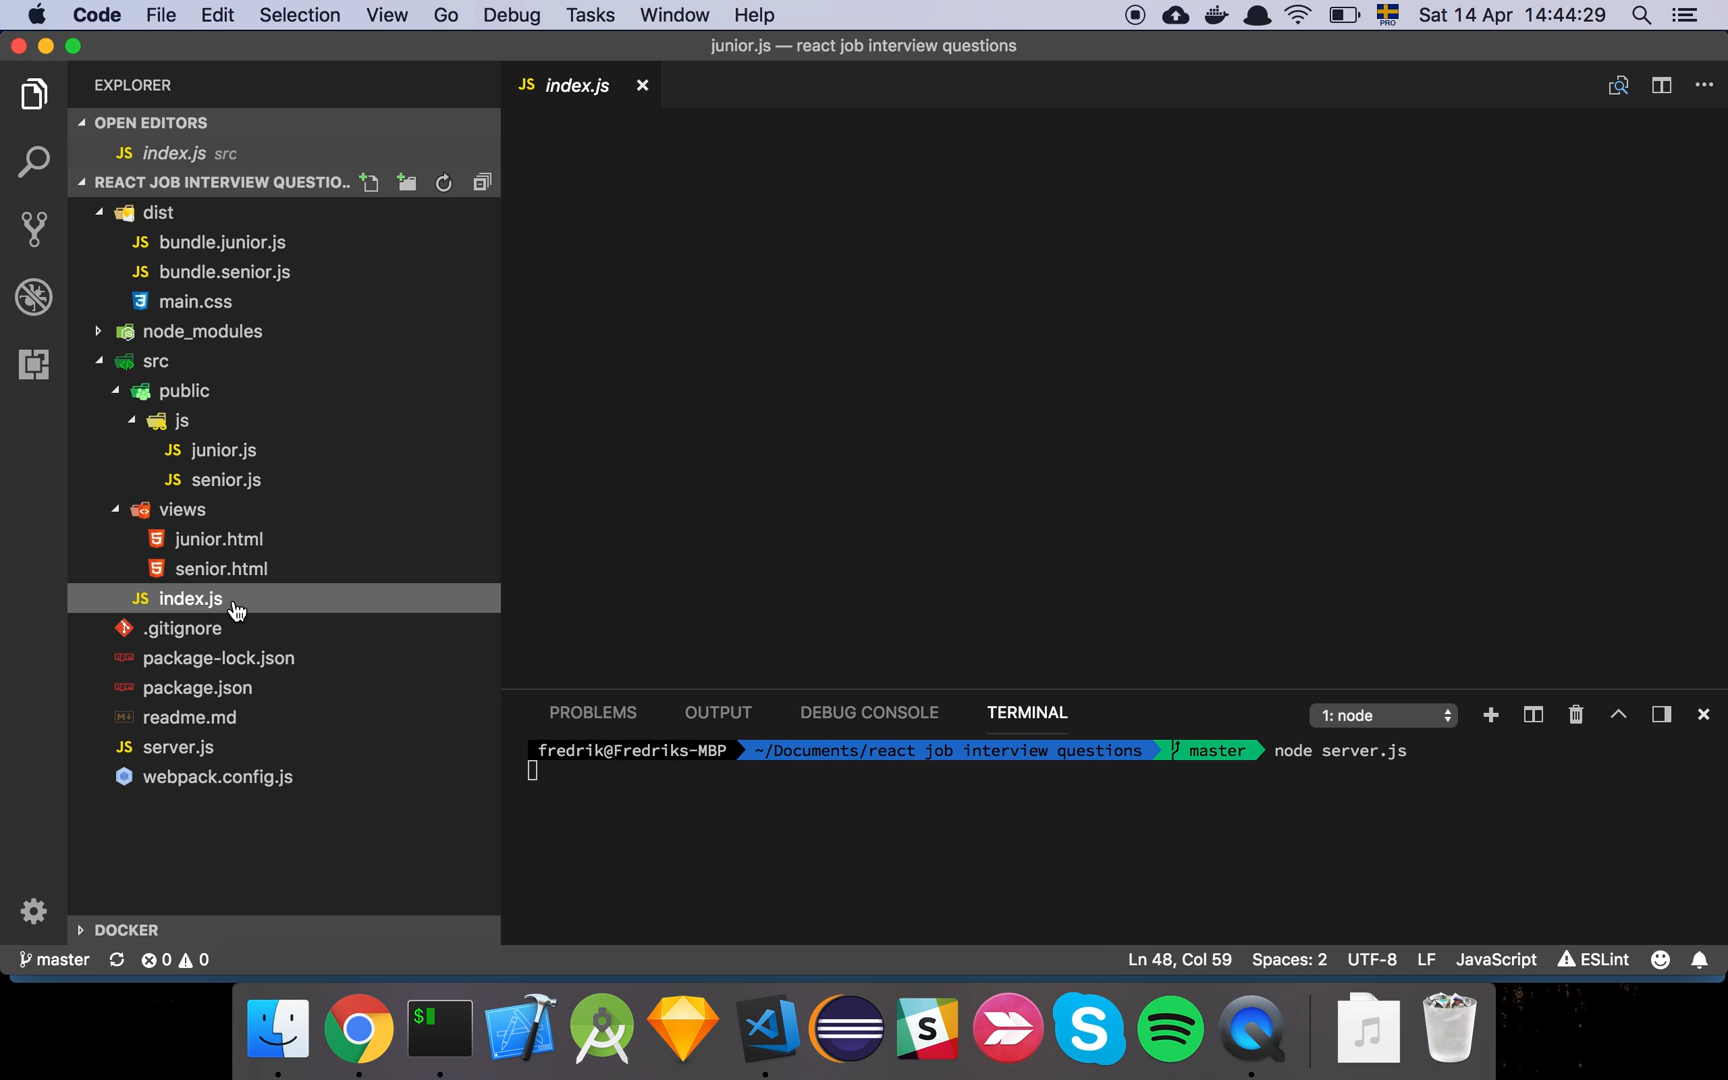 Code File Edit Selection View Go Debug Tasks Window Help PRO Sat 14 Apr 14:44:29
junior.js — react job interview questions
EXPLORER
JS index.js
OPEN EDITORS
JS index.js src
REACT JOB INTERVIEW QUESTIO..
dist
JS bundle.junior.js
JS bundle.senior.js
main.css
node_modules
src
public
js
JS junior.js
JS senior.js
views
junior.html
senior.html
JS index.js
.gitignore
package-lock.json
package.json
readme.md
JS server.js
webpack.config.js
PROBLEMS OUTPUT DEBUG CONSOLE TERMINAL 1: node
fredrik@Fredriks-MBP ~/Documents/react job interview questions master node server.js
DOCKER
master 0 0 Ln 48, Col 59 Spaces: 2 UTF-8 LF JavaScript ESLint